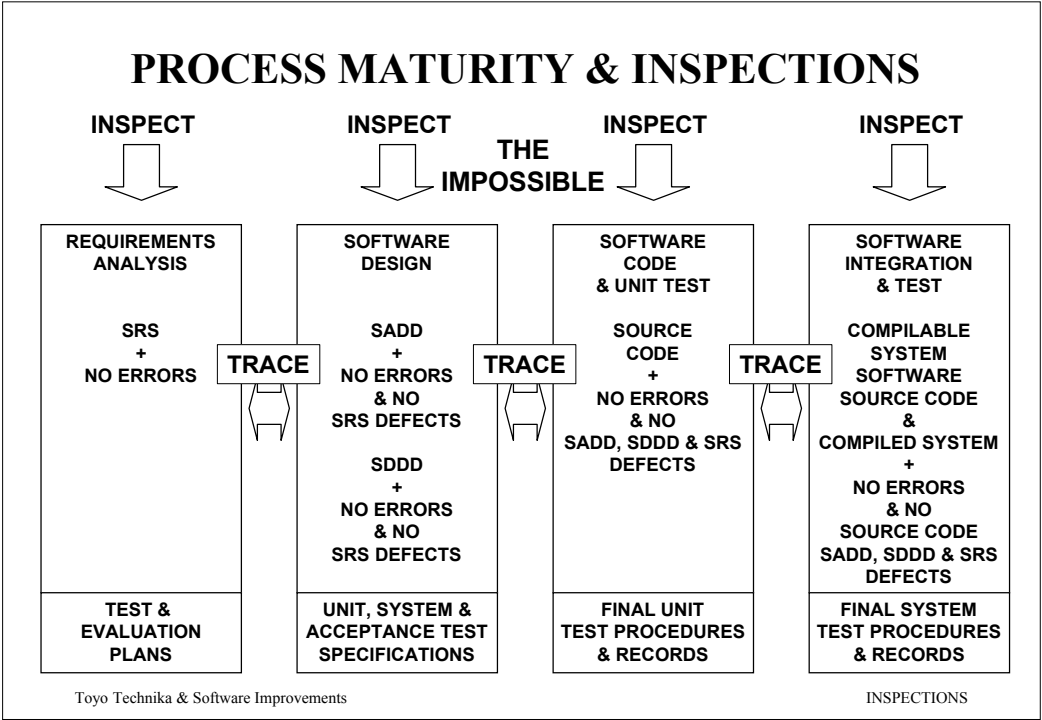 PROCESS MATURITY & INSPECTIONS
INSPECT
INSPECT
INSPECT
INSPECT
THE
IMPOSSIBLE
REQUIREMENTS
ANALYSIS
SRS
+
NO ERRORS
TEST &
EVALUATION
PLANS
TRACE
SOFTWARE
DESIGN
SADD
+
NO ERRORS
& NO
SRS DEFECTS
SDDD
+
NO ERRORS
& NO
SRS DEFECTS
UNIT, SYSTEM &
ACCEPTANCE TEST
SPECIFICATIONS
TRACE
SOFTWARE
CODE
& UNIT TEST
SOURCE
CODE
+
NO ERRORS
& NO
SADD, SDDD & SRS
DEFECTS
FINAL UNIT
TEST PROCEDURES
& RECORDS
TRACE
SOFTWARE
INTEGRATION
& TEST
COMPILABLE
SYSTEM
SOFTWARE
SOURCE CODE
&
COMPILED SYSTEM
+
NO ERRORS
& NO
SOURCE CODE
SADD, SDDD & SRS
DEFECTS
FINAL SYSTEM
TEST PROCEDURES
& RECORDS
Toyo Technika & Software Improvements
INSPECTIONS